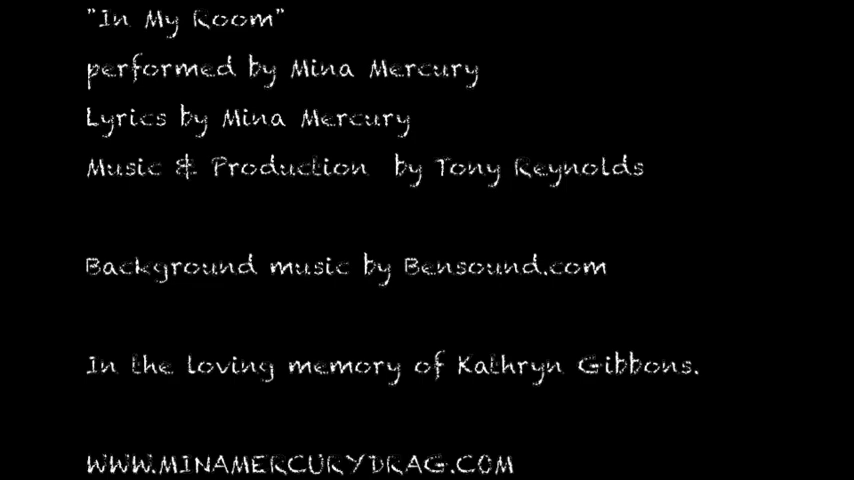 "In My Room"
performed by Mina Mercury
Lyrics by Mina Mercury
Music & Production by Tony Reynolds
Background music by Bensound.com
In the loving memory of Kathryn Gibbons.
WWW.MINAMERCURYDRAG.COM